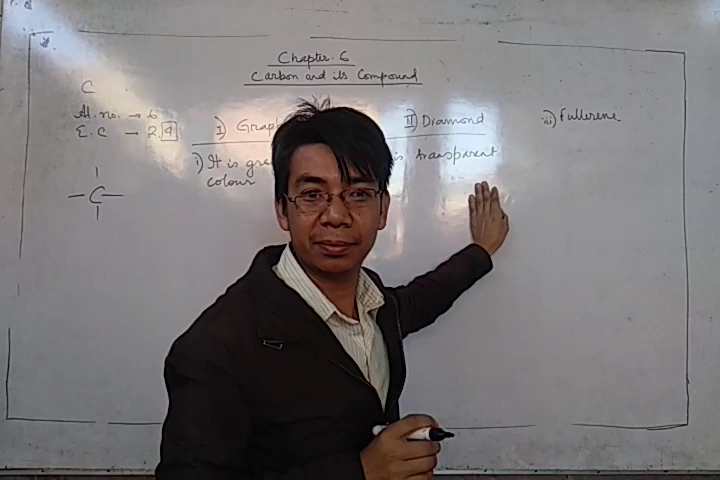 Chapter. 6
Carbon and its Compound
C
At. no. → 6
E. C → 2, 4
I) Graph
II) Diamond
iii) Fullerene
i) It is gre
is transparent
colour
C